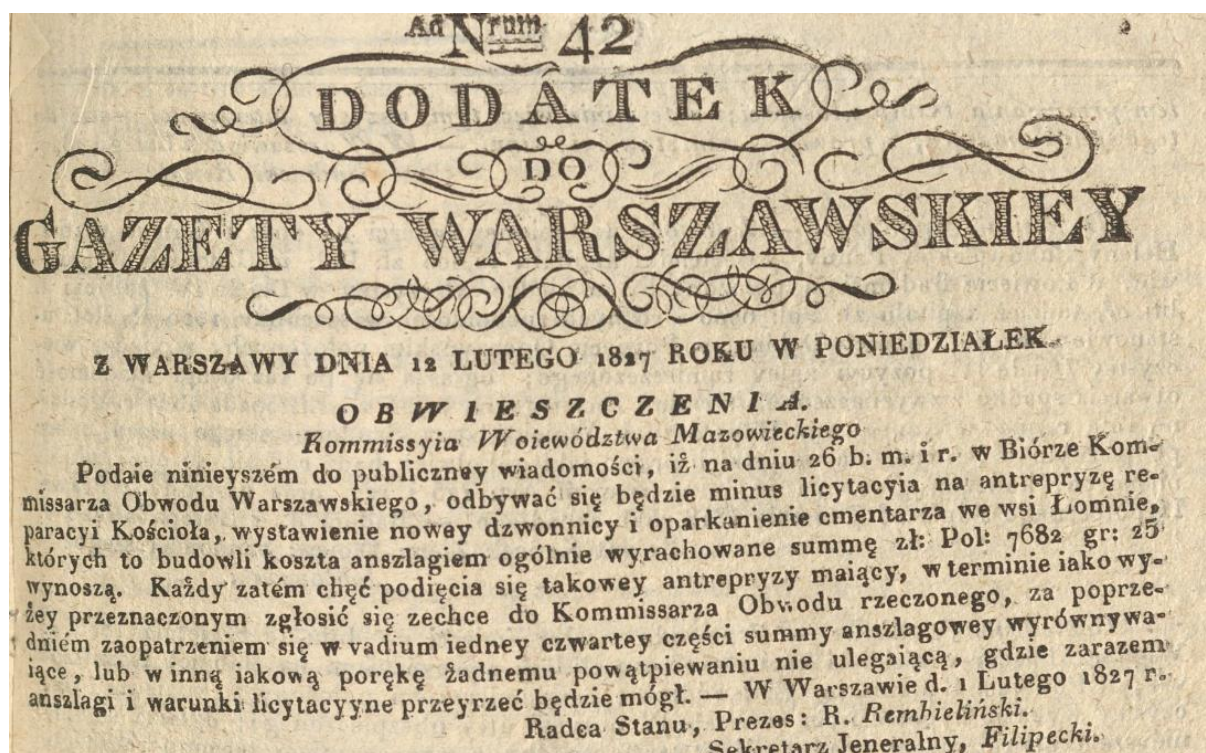 Ad Nrum 42
DODATEK
DO
GAZETY WARSZAWSKIEY
Z WARSZAWY DNIA 12 LUTEGO 1827 ROKU W PONIEDZIAŁEK.
OBWIESZCZENIA.
Kommissyia Woiewództwa Mazowieckiego
Podaie ninieyszém do publiczney wiadomości, iż na dniu 26 b. m. i r. w Biórze Kom-
missarza Obwodu Warszawskiego, odbywać się będzie minus licytacyia na antrepryzę re-
paracyi Kościoła, wystawienie nowey dzwonnicy i oparkanienie cmentarza we wsi Łomnie,
których to budowli koszta anszlagiem ogólnie wyrachowane summę zł: Pol: 7682 gr: 25
wynoszą. Każdy zatém chęć podięcia się takowey antrepryzy maiący, w terminie iako wy-
żey przeznaczonym zgłosić się zechce do Kommissarza Obwodu rzeczonego, za poprze-
dniém zaopatrzeniem się w vadium iedney czwartey części summy anszlagowey wyrównywa-
iące, lub w inną iakową porękę żadnemu powątpiewaniu nie ulegaiącą, gdzie zarazem
anszlagi i warunki licytacyyne przeyrzeć będzie mógł. — W Warszawie d. 1 Lutego 1827 r.
Radca Stanu, Prezes: R. Rembieliński.
Sekretarz Jeneralny, Filipecki.